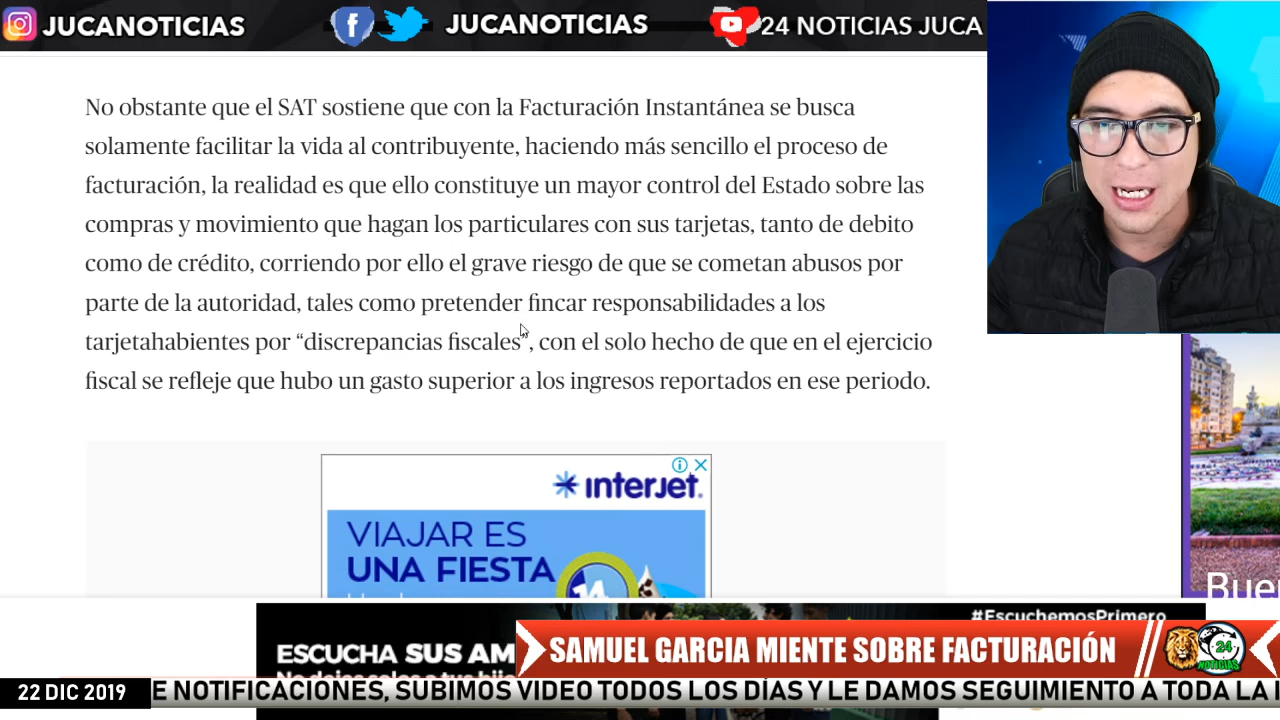 JUCANOTICIAS
JUCANOTICIAS
24 NOTICIAS JUCA
No obstante que el SAT sostiene que con la Facturación Instantánea se busca
solamente facilitar la vida al contribuyente, haciendo más sencillo el proceso de
facturación, la realidad es que ello constituye un mayor control del Estado sobre las
compras y movimiento que hagan los particulares con sus tarjetas, tanto de debito
como de crédito, corriendo por ello el grave riesgo de que se cometan abusos por
parte de la autoridad, tales como pretender fincar responsabilidades a los
tarjetahabientes por “discrepancias fiscales”, con el solo hecho de que en el ejercicio
fiscal se refleje que hubo un gasto superior a los ingresos reportados en ese periodo.
interjet.
VIAJAR ES
UNA FIESTA
14
Bue
#EscuchemosPrimero
ESCUCHA SUS AM
SAMUEL GARCIA MIENTE SOBRE FACTURACIÓN
24
NOTICIAS
22 DIC 2019
E NOTIFICACIONES, SUBIMOS VIDEO TODOS LOS DÍAS Y LE DAMOS SEGUIMIENTO A TODA LA